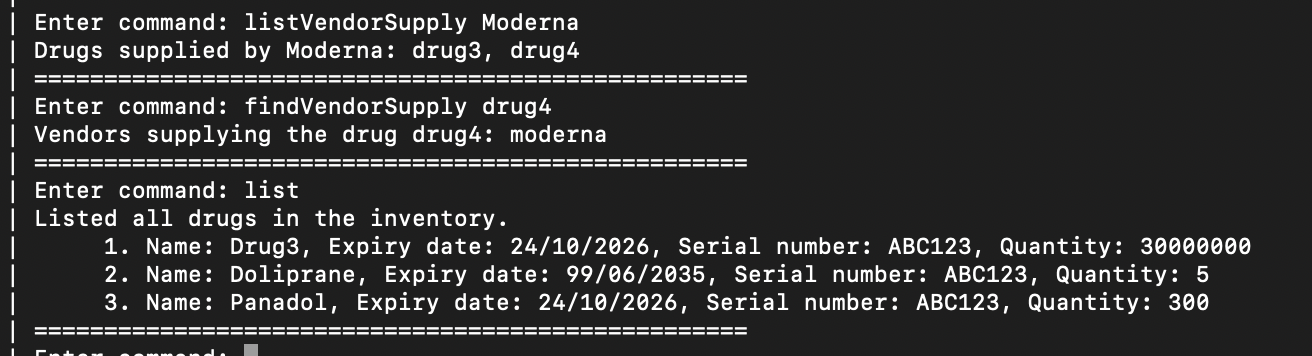 | Enter command: listVendorSupply Moderna
| Drugs supplied by Moderna: drug3, drug4
| ===================================================
| Enter command: findVendorSupply drug4
| Vendors supplying the drug drug4: moderna
| ===================================================
| Enter command: list
| Listed all drugs in the inventory.
|      1. Name: Drug3, Expiry date: 24/10/2026, Serial number: ABC123, Quantity: 30000000
|      2. Name: Doliprane, Expiry date: 99/06/2035, Serial number: ABC123, Quantity: 5
|      3. Name: Panadol, Expiry date: 24/10/2026, Serial number: ABC123, Quantity: 300
| ===================================================
| Enter command: